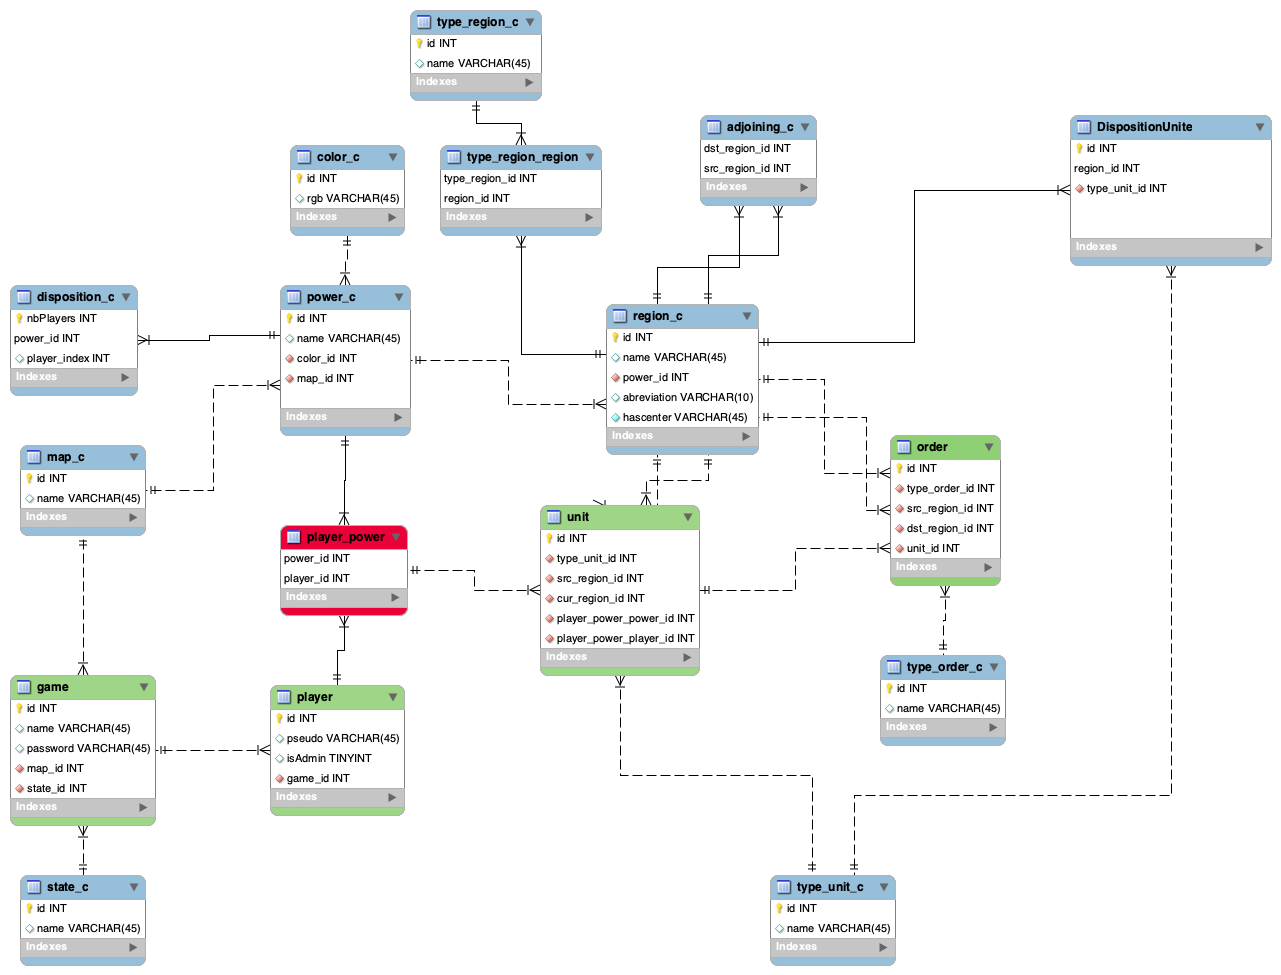 type_region_c
id INT
name VARCHAR(45)
Indexes
adjoining_c
dst_region_id INT
src_region_id INT
Indexes
DispositionUnite
id INT
region_id INT
type_unit_id INT
Indexes
color_c
id INT
rgb VARCHAR(45)
Indexes
type_region_region
type_region_id INT
region_id INT
Indexes
disposition_c
nbPlayers INT
power_id INT
player_index INT
Indexes
power_c
id INT
name VARCHAR(45)
color_id INT
map_id INT
Indexes
region_c
id INT
name VARCHAR(45)
power_id INT
abreviation VARCHAR(10)
hascenter VARCHAR(45)
Indexes
map_c
id INT
name VARCHAR(45)
Indexes
order
id INT
type_order_id INT
src_region_id INT
dst_region_id INT
unit_id INT
Indexes
player_power
power_id INT
player_id INT
Indexes
unit
id INT
type_unit_id INT
src_region_id INT
cur_region_id INT
player_power_power_id INT
player_power_player_id INT
Indexes
game
id INT
name VARCHAR(45)
password VARCHAR(45)
map_id INT
state_id INT
Indexes
player
id INT
pseudo VARCHAR(45)
isAdmin TINYINT
game_id INT
Indexes
type_order_c
id INT
name VARCHAR(45)
Indexes
state_c
id INT
name VARCHAR(45)
Indexes
type_unit_c
id INT
name VARCHAR(45)
Indexes